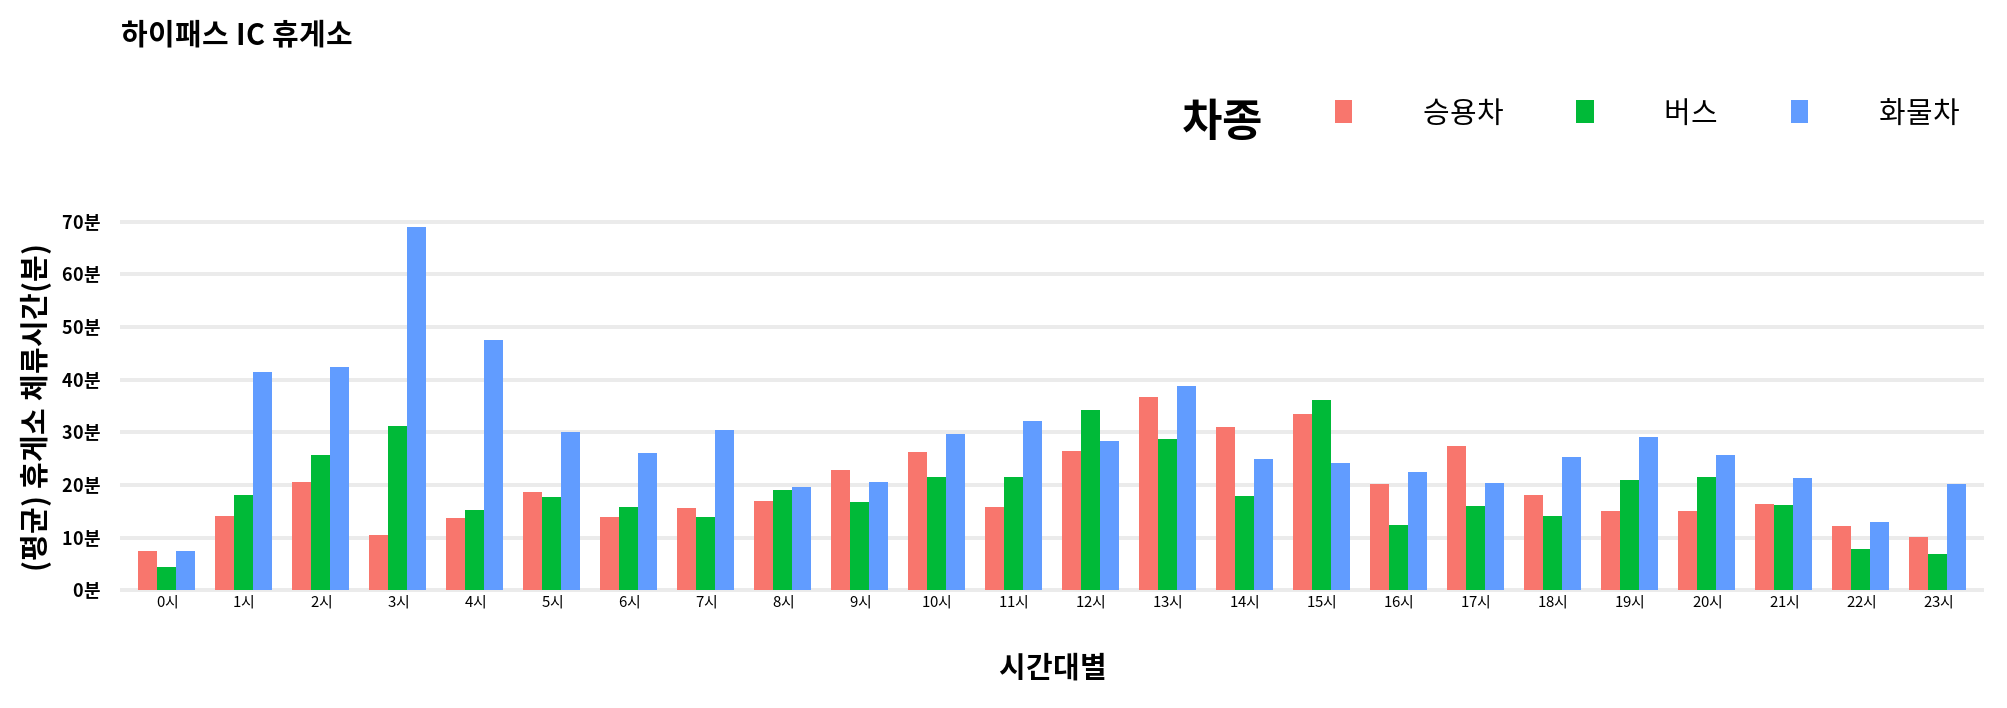 하이패스 IC 휴게소
차종 승용차 버스 화물차
(평균) 휴게소 체류시간(분)
70분
60분
50분
40분
30분
20분
10분
0분
0시 1시 2시 3시 4시 5시 6시 7시 8시 9시 10시 11시 12시 13시 14시 15시 16시 17시 18시 19시 20시 21시 22시 23시
시간대별